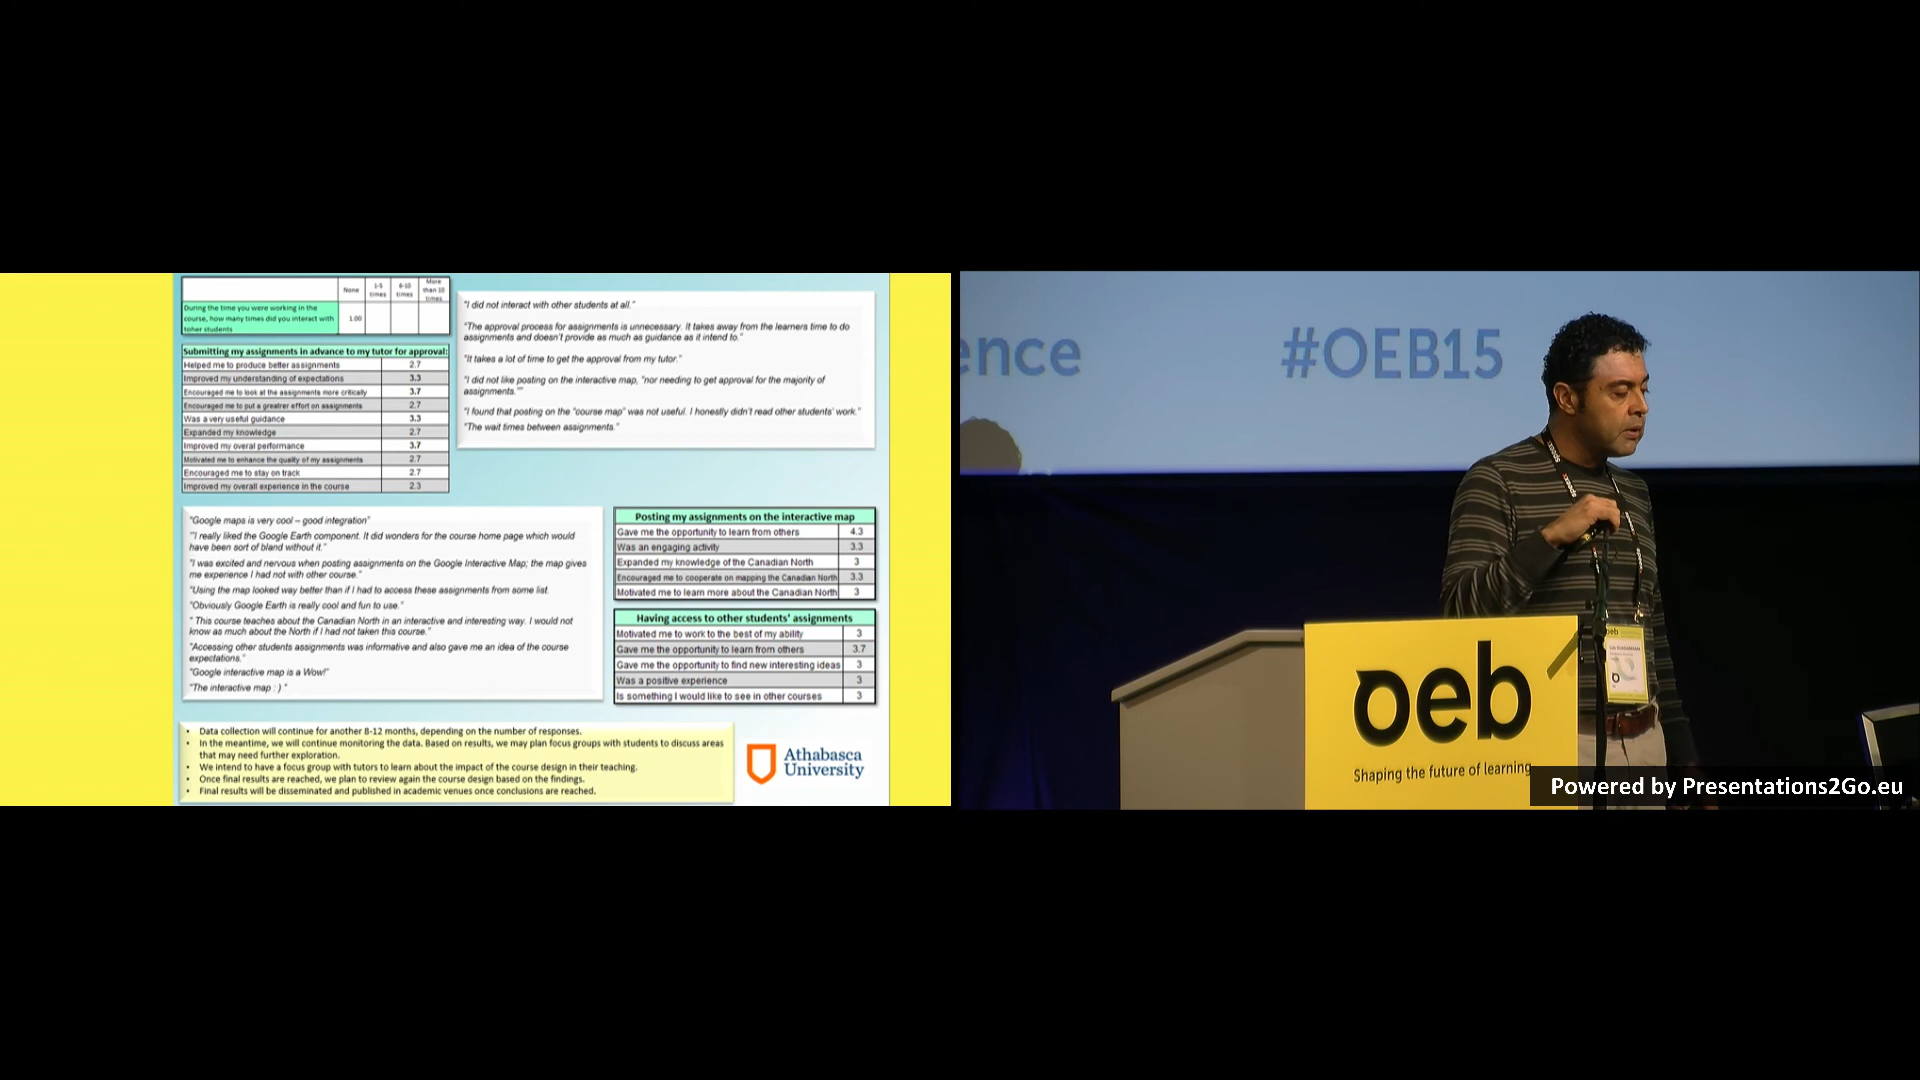 None
1-5 times
6-10 times
More than 10 times
During the time you were working in the
course, how many times did you interact with
toher students
1.00
Submitting my assignments in advance to my tutor for approval:
Helped me to produce better assignments 2.7
Improved my understanding of expectations 3.3
Encouraged me to look at the assignments more critically 3.7
Encouraged me to put a greatrer effort on assignments 2.7
Was a very useful guidance 3.3
Expanded my knowledge 2.7
Improved my overal performance 3.7
Motivated me to enhance the quality of my assignments 2.7
Encouraged me to stay on track 2.7
Improved my overall experience in the course 2.3
"I did not interact with other students at all."
"The approval process for assignments is unnecessary. It takes away from the learners time to do
assignments and doesn't provide as much as guidance as it intend to."
"It takes a lot of time to get the approval from my tutor."
"I did not like posting on the interactive map, "nor needing to get approval for the majority of
assignments.""
"I found that posting on the "course map" was not useful. I honestly didn't read other students' work."
"The wait times between assignments."
"Google maps is very cool – good integration"
"'I really liked the Google Earth component. It did wonders for the course home page which would
have been sort of bland without it."
"I was excited and nervous when posting assignments on the Google Interactive Map; the map gives
me experience I had not with other course."
"Using the map looked way better than if I had to access these assignments from some list.
"Obviously Google Earth is really cool and fun to use."
" This course teaches about the Canadian North in an interactive and interesting way. I would not
know as much about the North if I had not taken this course."
"Accessing other students assignments was informative and also gave me an idea of the course
expectations."
"Google interactive map is a Wow!"
"The interactive map : ) "
Posting my assignments on the interactive map
Gave me the opportunity to learn from others 4.3
Was an engaging activity 3.3
Expanded my knowledge of the Canadian North 3
Encouraged me to cooperate on mapping the Canadian North 3.3
Motivated me to learn more about the Canadian North 3
Having access to other students' assignments
Motivated me to work to the best of my ability 3
Gave me the opportunity to learn from others 3.7
Gave me the opportunity to find new interesting ideas 3
Was a positive experience 3
Is something I would like to see in other courses 3
• Data collection will continue for another 8-12 months, depending on the number of responses.
• In the meantime, we will continue monitoring the data. Based on results, we may plan focus groups with students to discuss areas
that may need further exploration.
• We intend to have a focus group with tutors to learn about the impact of the course design in their teaching.
• Once final results are reached, we plan to review again the course design based on the findings.
• Final results will be disseminated and published in academic venues once conclusions are reached.
Athabasca
University
ence
#OEB15
oeb
oeb
Shaping the future of learning
Powered by Presentations2Go.eu